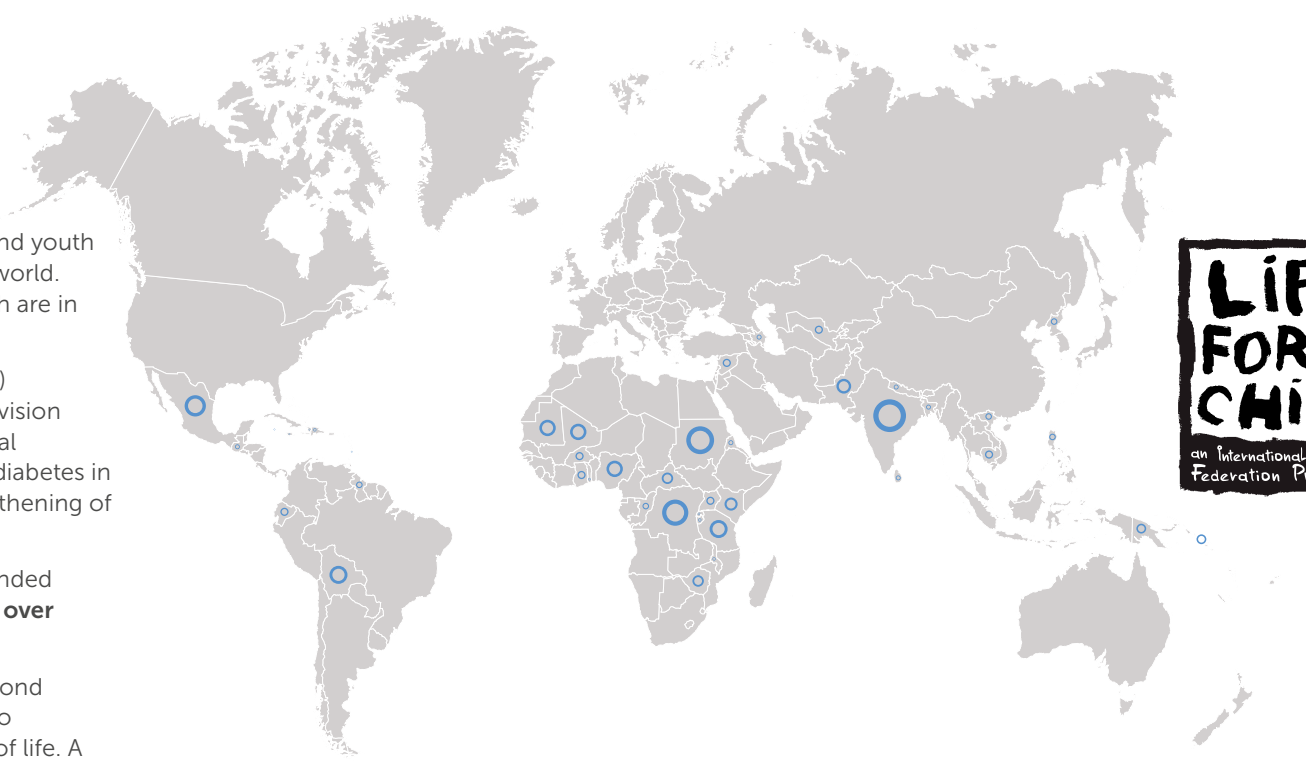 nd youth
world.
n are in
)
vision
al
diabetes in
thening of
nded
over
ond
o
of life. A
LiF
FOR
CHi
an International
Federation Pr